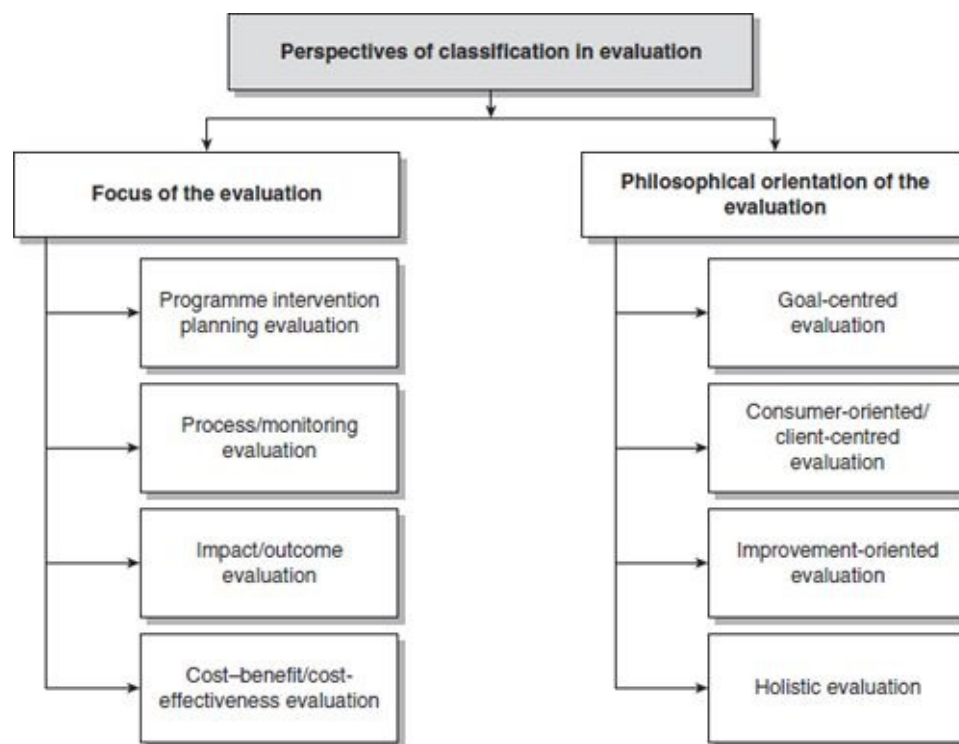 Perspectives of classification in evaluation
Focus of the evaluation
Philosophical orientation of the
evaluation
Programme intervention
planning evaluation
Process/monitoring
evaluation
Impact/outcome
evaluation
Cost–benefit/cost-
effectiveness evaluation
Goal-centred
evaluation
Consumer-oriented/
client-centred
evaluation
Improvement-oriented
evaluation
Holistic evaluation